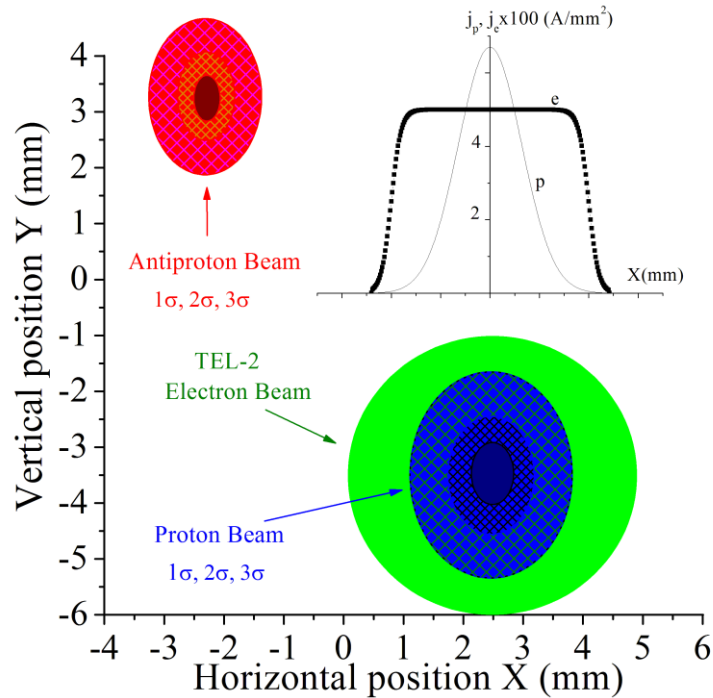 j_p, j_e x100 (A/mm²)
4
3
2
1
0
-1
-2
-3
-4
-5
-6
Vertical position Y (mm)
e
4
p
2
X(mm)
Antiproton Beam
1σ, 2σ, 3σ
TEL-2
Electron Beam
Proton Beam
1σ, 2σ, 3σ
-4 -3 -2 -1 0 1 2 3 4 5 6
Horizontal position X (mm)